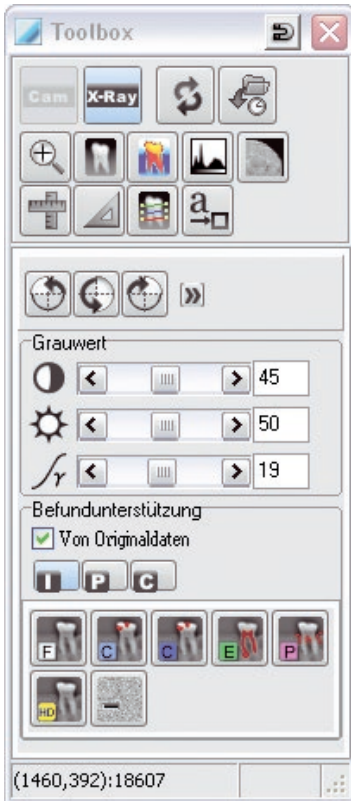 Toolbox
Cam X-Ray
a
Grauwert
45
50
γ 19
Befundunterstützung
Von Originaldaten
I P C
F C C E P
HD
(1460,392):18607